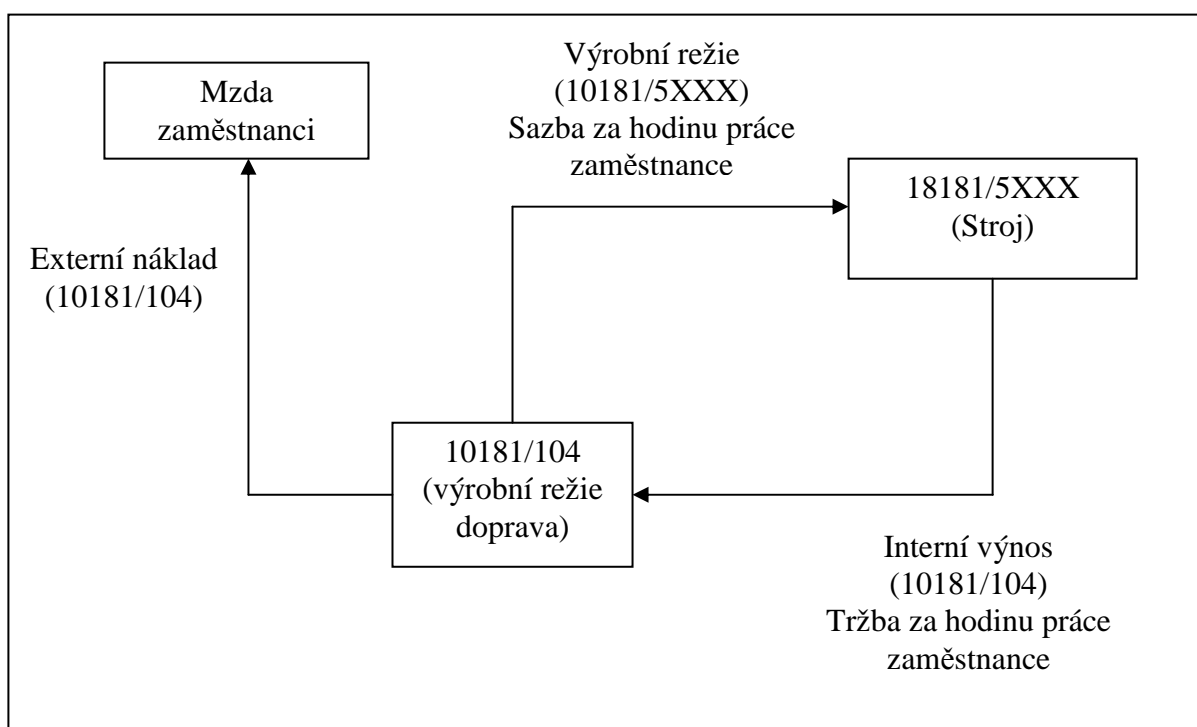 Výrobní režie
(10181/5XXX)
Sazba za hodinu práce
zaměstnance
Mzda
zaměstnanci
18181/5XXX
(Stroj)
Externí náklad
(10181/104)
10181/104
(výrobní režie
doprava)
Interní výnos
(10181/104)
Tržba za hodinu práce
zaměstnance